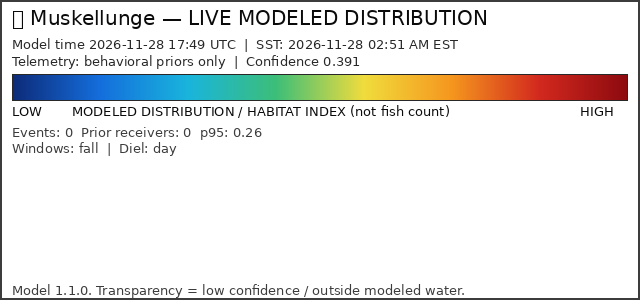 Muskellunge — LIVE MODELED DISTRIBUTION
Model time 2026-11-28 17:49 UTC | SST: 2026-11-28 02:51 AM EST
Telemetry: behavioral priors only | Confidence 0.391
LOW MODELED DISTRIBUTION / HABITAT INDEX (not fish count) HIGH
Events: 0 Prior receivers: 0 p95: 0.26
Windows: fall | Diel: day
Model 1.1.0. Transparency = low confidence / outside modeled water.